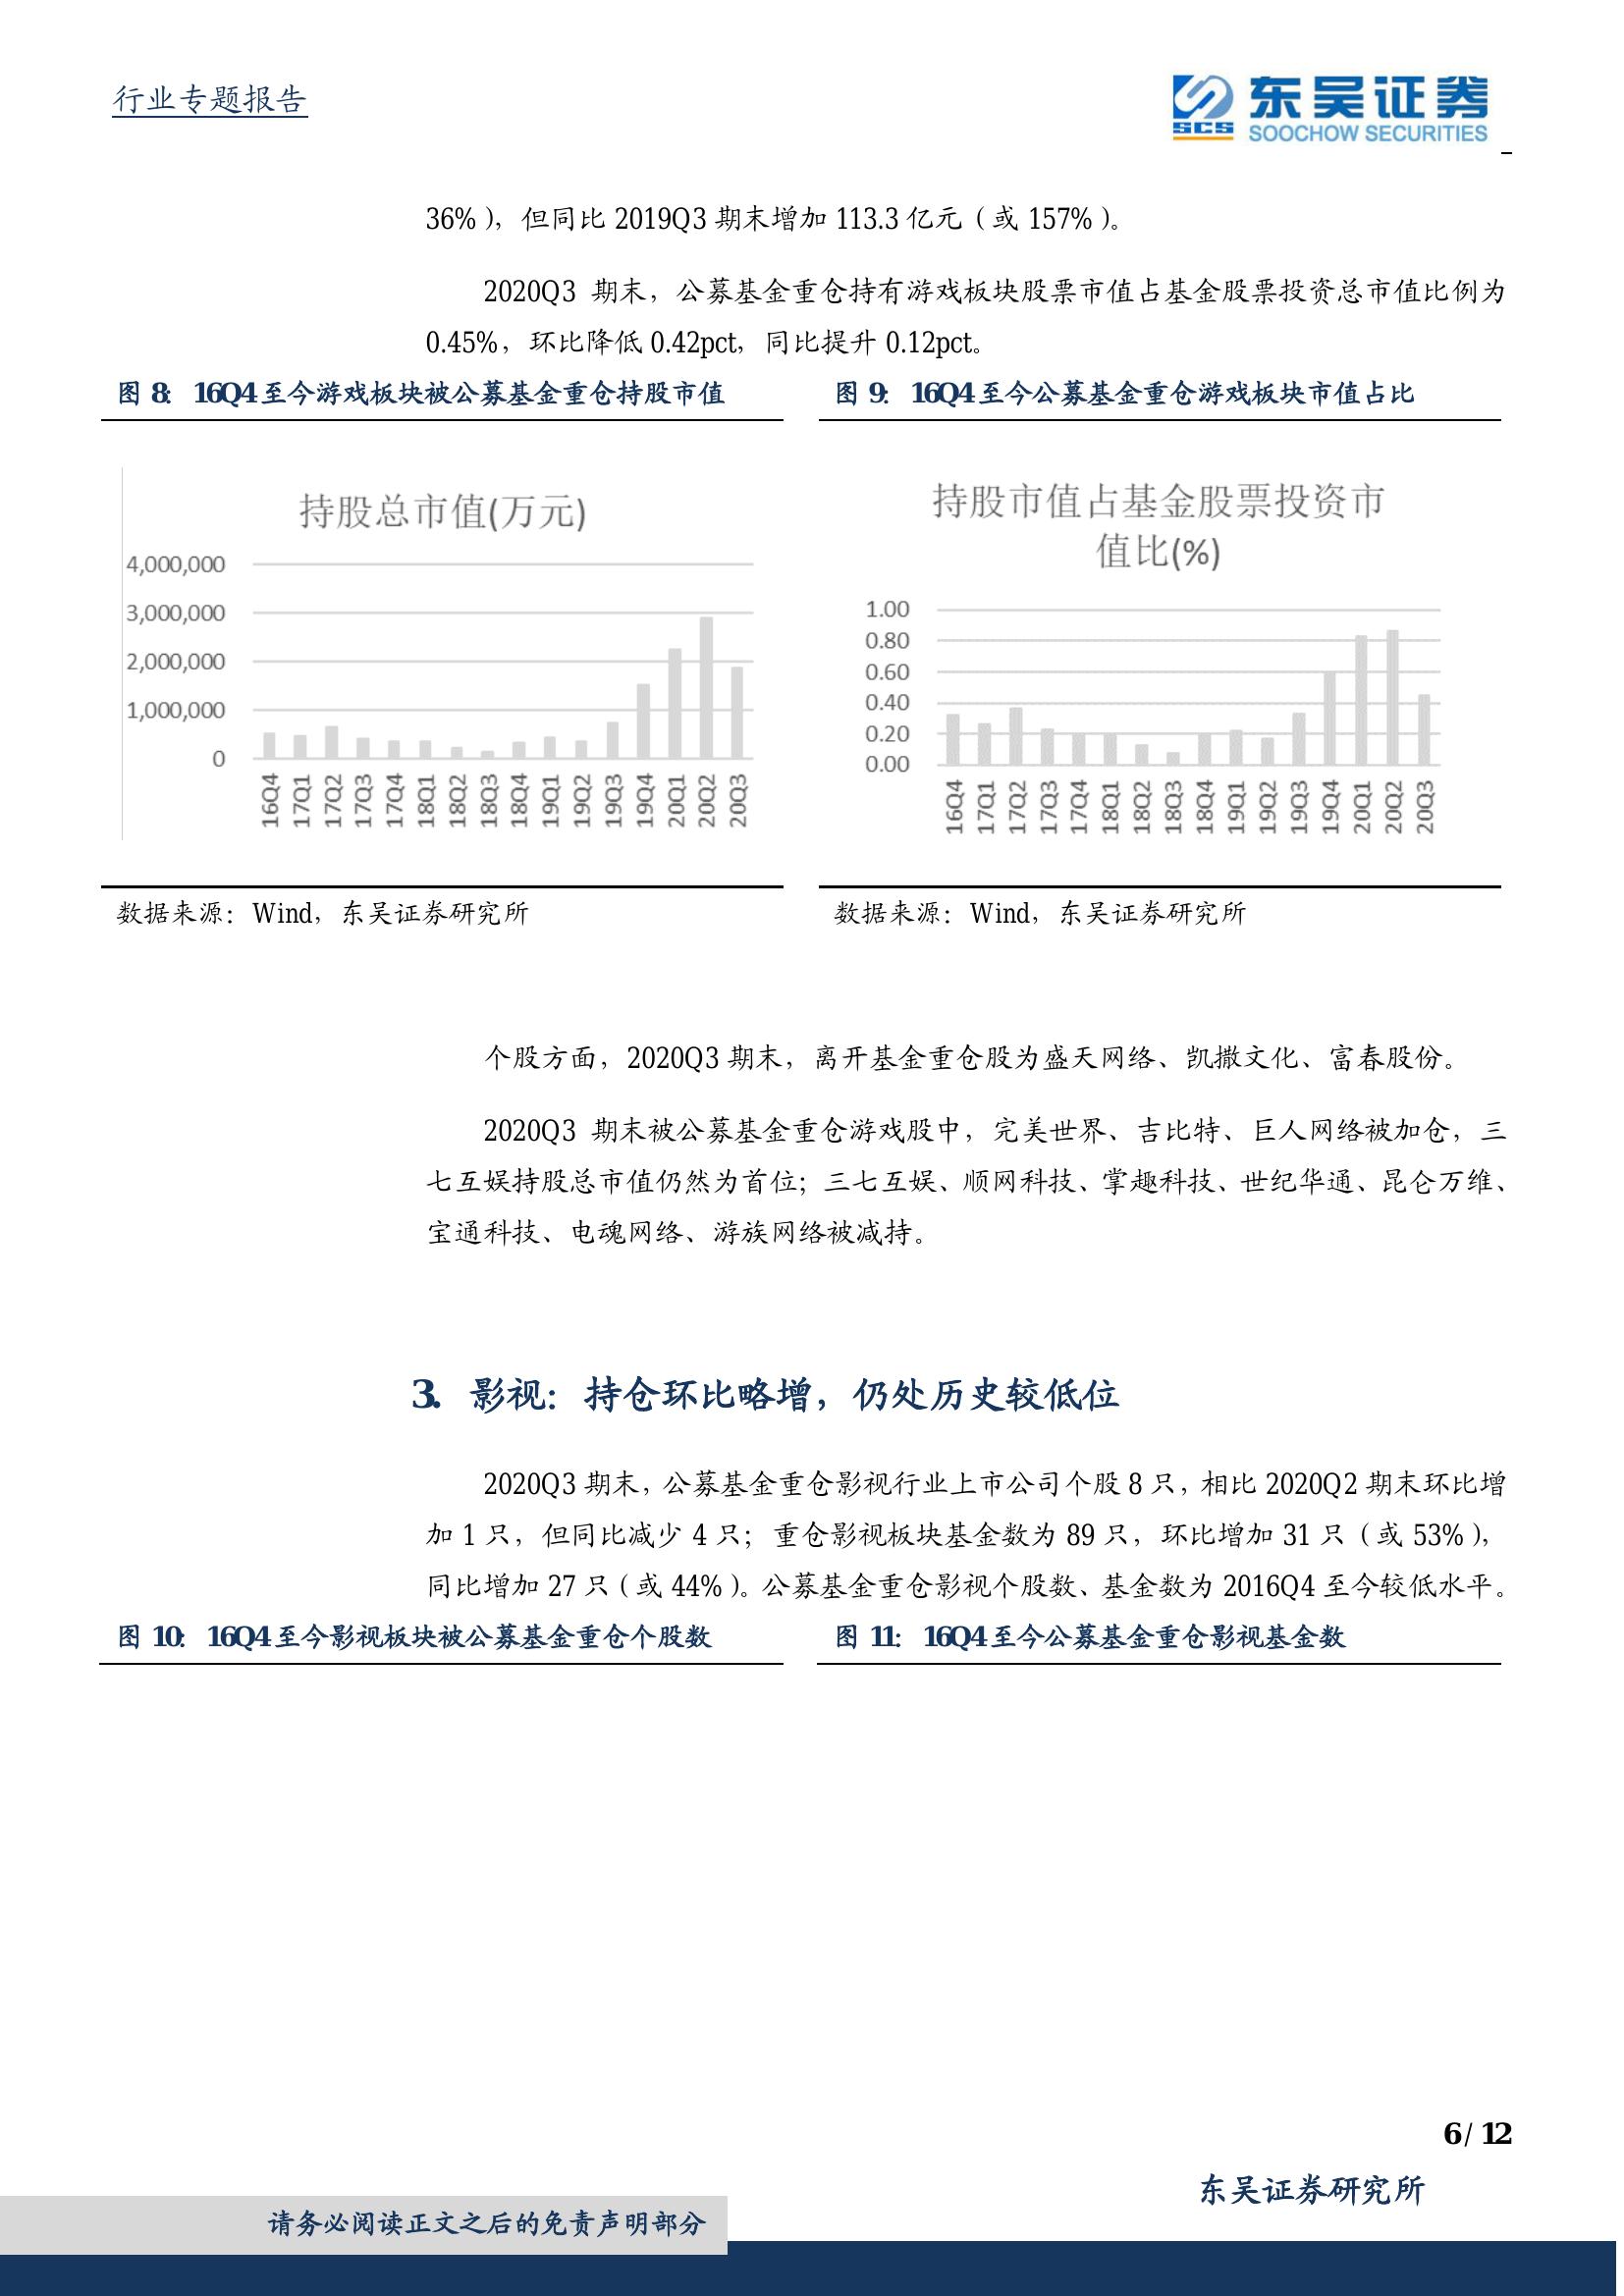 行业专题报告
东吴证券
SCS
SOOCHOW SECURITIES
36%），但同比 2019Q3 期末增加 113.3 亿元（或 157%）。
2020Q3 期末，公募基金重仓持有游戏板块股票市值占基金股票投资总市值比例为
0.45%，环比降低 0.42pct，同比提升 0.12pct。
图 8： 16Q4 至今游戏板块被公募基金重仓持股市值
图 9： 16Q4 至今公募基金重仓游戏板块市值占比
持股总市值(万元)
4,000,000
3,000,000
2,000,000
1,000,000
0
16Q4 17Q1 17Q2 17Q3 17Q4 18Q1 18Q2 18Q3 18Q4 19Q1 19Q2 19Q3 19Q4 20Q1 20Q2 20Q3
持股市值占基金股票投资市
值比(%)
1.00
0.80
0.60
0.40
0.20
0.00
16Q4 17Q1 17Q2 17Q3 17Q4 18Q1 18Q2 18Q3 18Q4 19Q1 19Q2 19Q3 19Q4 20Q1 20Q2 20Q3
数据来源：Wind，东吴证券研究所
数据来源：Wind，东吴证券研究所
个股方面，2020Q3 期末，离开基金重仓股为盛天网络、凯撒文化、富春股份。
2020Q3 期末被公募基金重仓游戏股中，完美世界、吉比特、巨人网络被加仓，三
七互娱持股总市值仍然为首位；三七互娱、顺网科技、掌趣科技、世纪华通、昆仑万维、
宝通科技、电魂网络、游族网络被减持。
3. 影视：持仓环比略增，仍处历史较低位
2020Q3 期末，公募基金重仓影视行业上市公司个股 8 只，相比 2020Q2 期末环比增
加 1 只，但同比减少 4 只；重仓影视板块基金数为 89 只，环比增加 31 只（或 53%），
同比增加 27 只（或 44%）。公募基金重仓影视个股数、基金数为 2016Q4 至今较低水平。
图 10： 16Q4 至今影视板块被公募基金重仓个股数
图 11： 16Q4 至今公募基金重仓影视基金数
6 / 12
东吴证券研究所
请务必阅读正文之后的免责声明部分